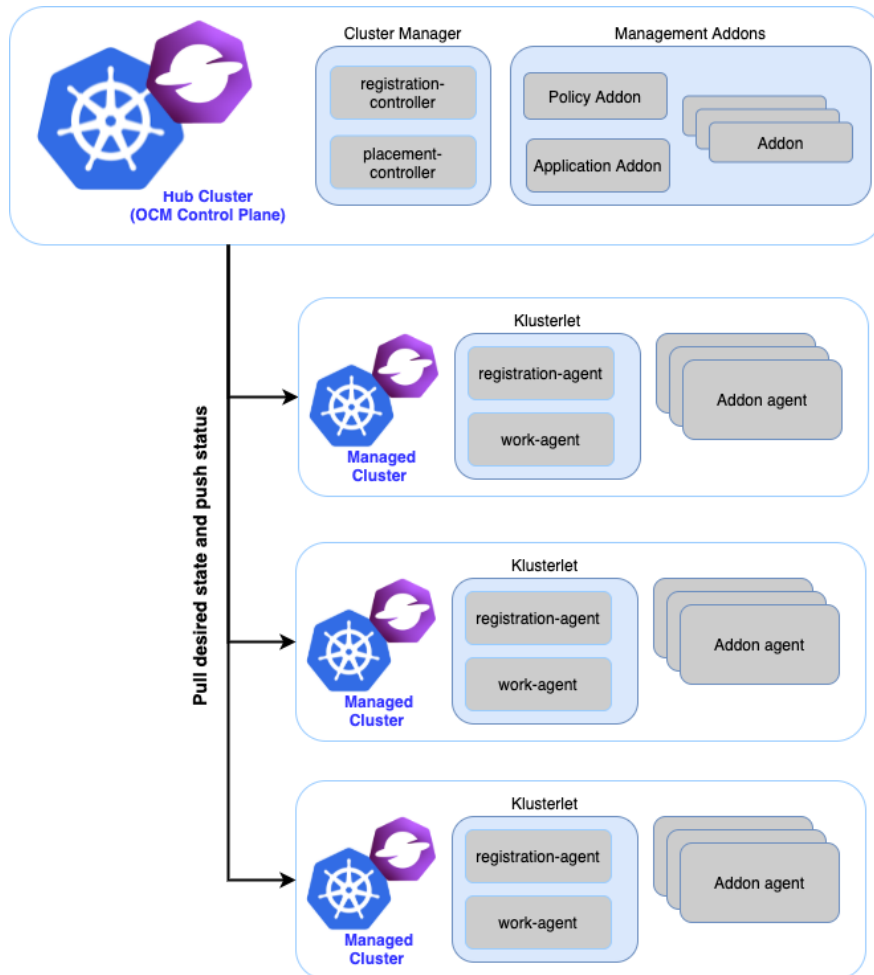 Cluster Manager
Management Addons
registration-
controller
placement-
controller
Policy Addon
Application Addon
Addon
Hub Cluster
(OCM Control Plane)
Pull desired state and push status
Klusterlet
registration-agent
work-agent
Addon agent
Managed
Cluster
Klusterlet
registration-agent
work-agent
Addon agent
Managed
Cluster
Klusterlet
registration-agent
work-agent
Addon agent
Managed
Cluster